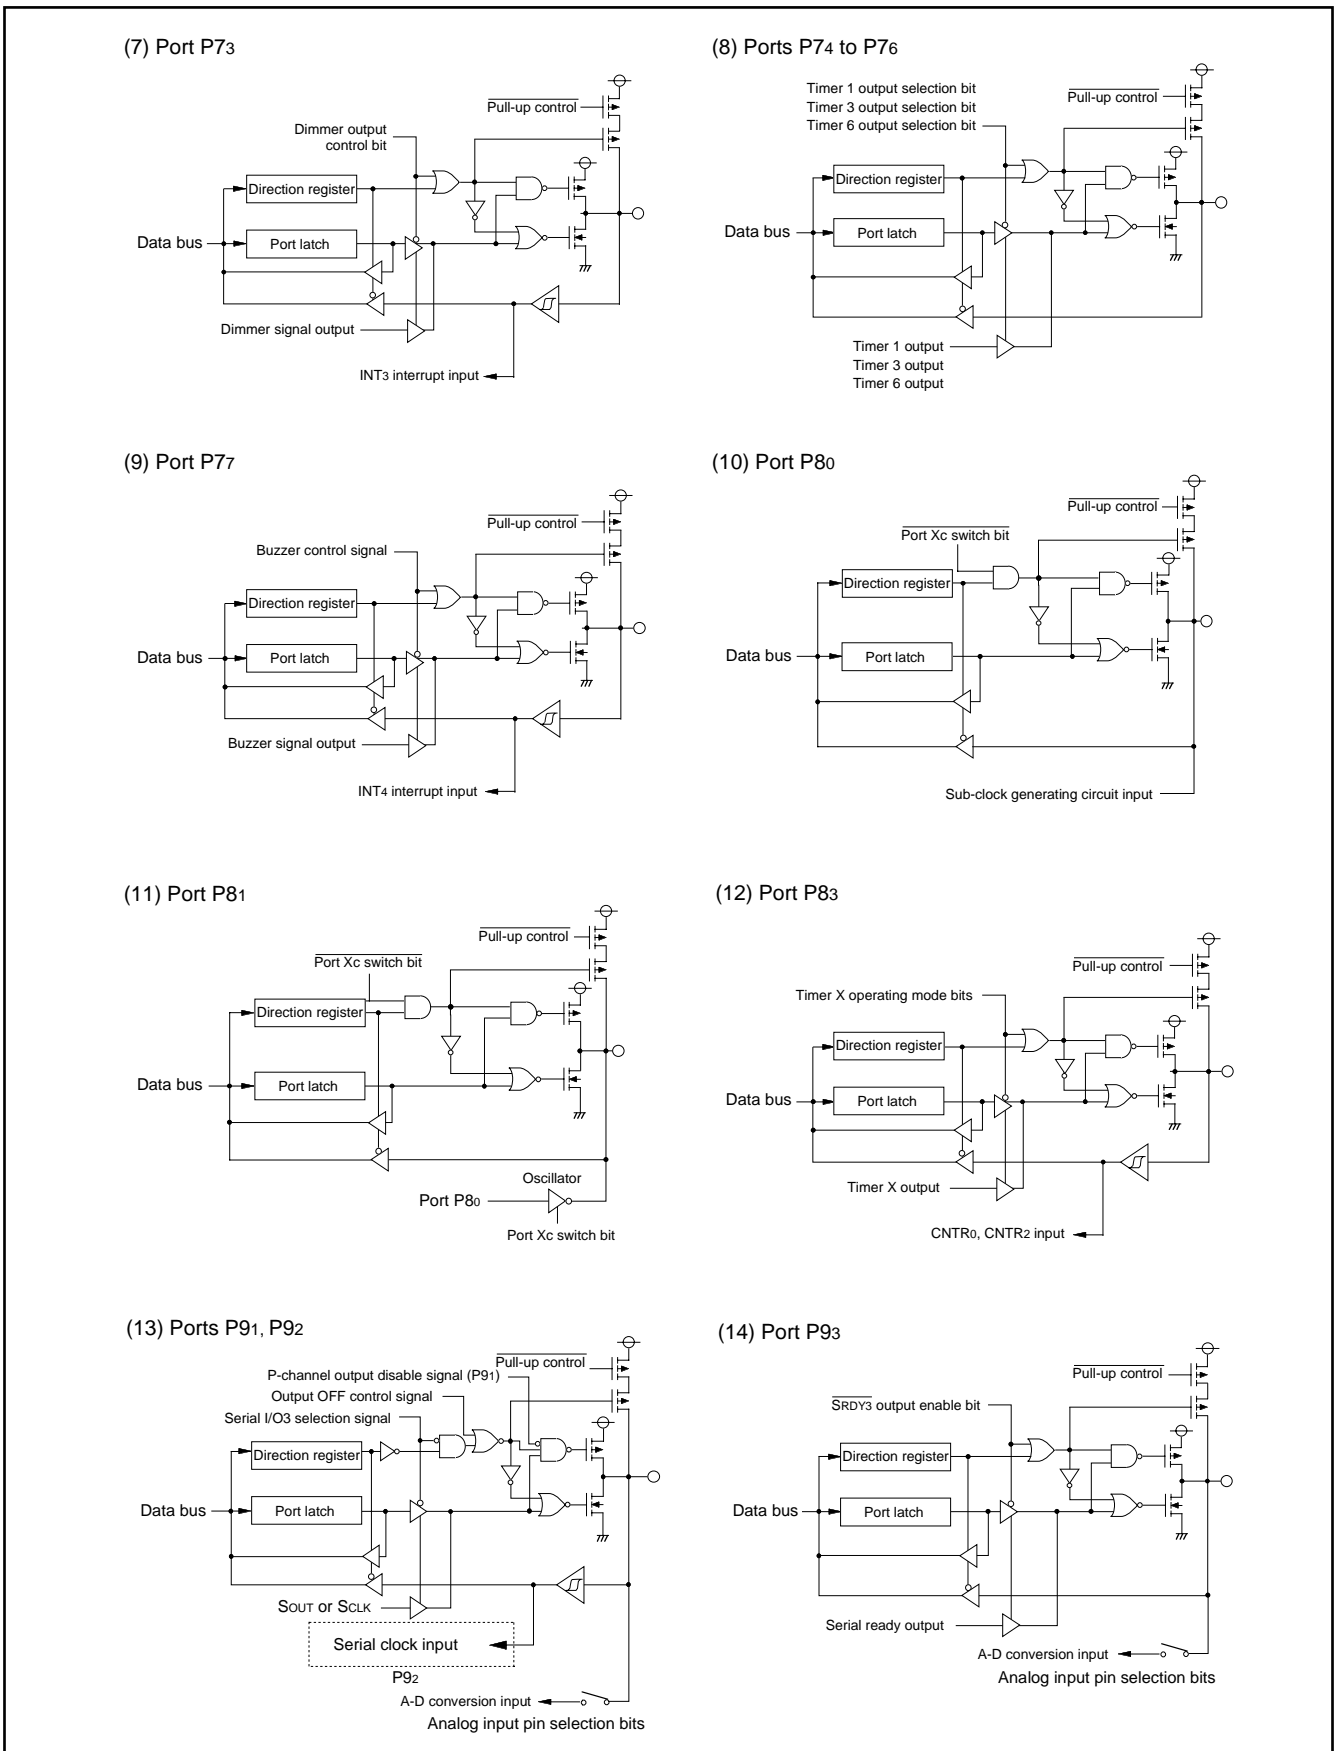 (7) Port P73
Pull-up control
Dimmer output
control bit
Direction register
Data bus
Port latch
Dimmer signal output
INT3 interrupt input
(8) Ports P74 to P76
Timer 1 output selection bit
Timer 3 output selection bit
Timer 6 output selection bit
Pull-up control
Direction register
Data bus
Port latch
Timer 1 output
Timer 3 output
Timer 6 output
(9) Port P77
Pull-up control
Buzzer control signal
Direction register
Data bus
Port latch
Buzzer signal output
INT4 interrupt input
(10) Port P80
Pull-up control
Port Xc switch bit
Direction register
Data bus
Port latch
Sub-clock generating circuit input
(11) Port P81
Pull-up control
Port Xc switch bit
Direction register
Data bus
Port latch
Oscillator
Port P80
Port Xc switch bit
(12) Port P83
Pull-up control
Timer X operating mode bits
Direction register
Data bus
Port latch
Timer X output
CNTR0, CNTR2 input
(13) Ports P91, P92
Pull-up control
P-channel output disable signal (P91)
Output OFF control signal
Serial I/O3 selection signal
Direction register
Data bus
Port latch
SOUT or SCLK
Serial clock input
P92
A-D conversion input
Analog input pin selection bits
(14) Port P93
Pull-up control
SRDY3 output enable bit
Direction register
Data bus
Port latch
Serial ready output
A-D conversion input
Analog input pin selection bits